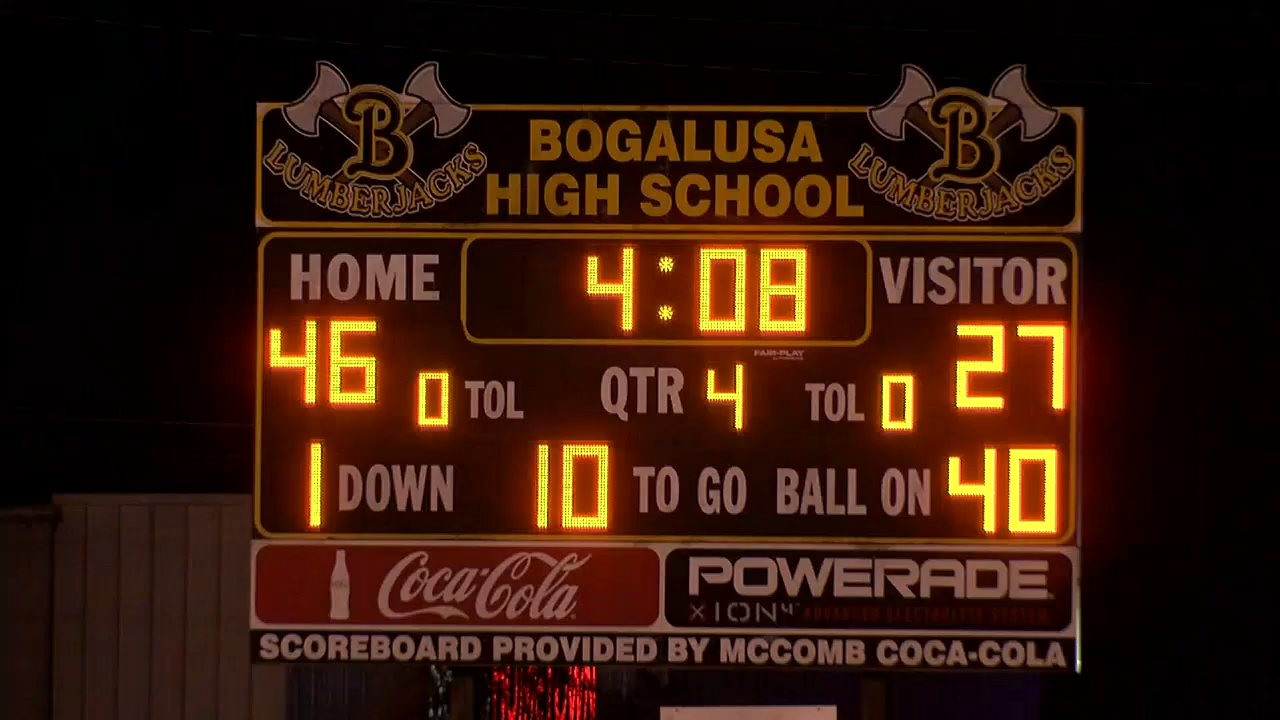 B
LUMBERJACKS
BOGALUSA
HIGH SCHOOL
B
LUMBERJACKS
HOME
4:08
VISITOR
46
27
FAIR-PLAY
0 TOL
QTR 4
TOL 0
1 DOWN
10 TO GO
BALL ON 40
Coca-Cola
POWERADE
XION4
ADVANCED ELECTROLYTE SYSTEM
SCOREBOARD PROVIDED BY MCCOMB COCA-COLA